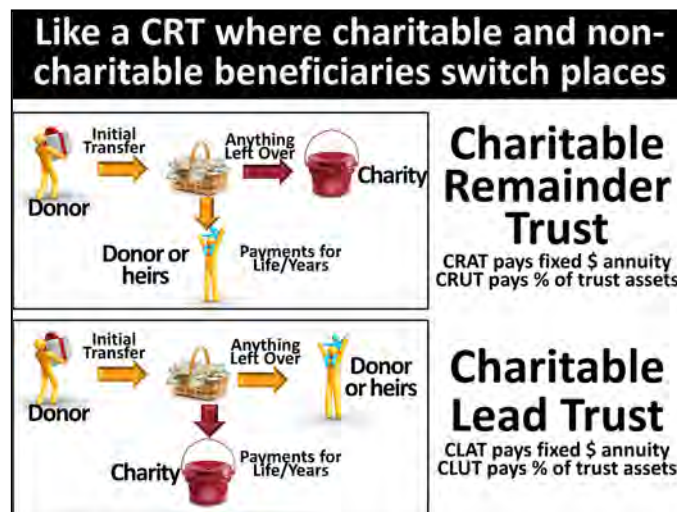 Like a CRT where charitable and non-
charitable beneficiaries switch places
Initial
Transfer
Anything
Left Over
Donor
Charity
Donor or
heirs
Payments for
Life/Years
Charitable
Remainder
Trust
CRAT pays fixed $ annuity
CRUT pays % of trust assets
Initial
Transfer
Anything
Left Over
Donor
Donor
or heirs
Charity
Payments for
Life/Years
Charitable
Lead Trust
CLAT pays fixed $ annuity
CLUT pays % of trust assets